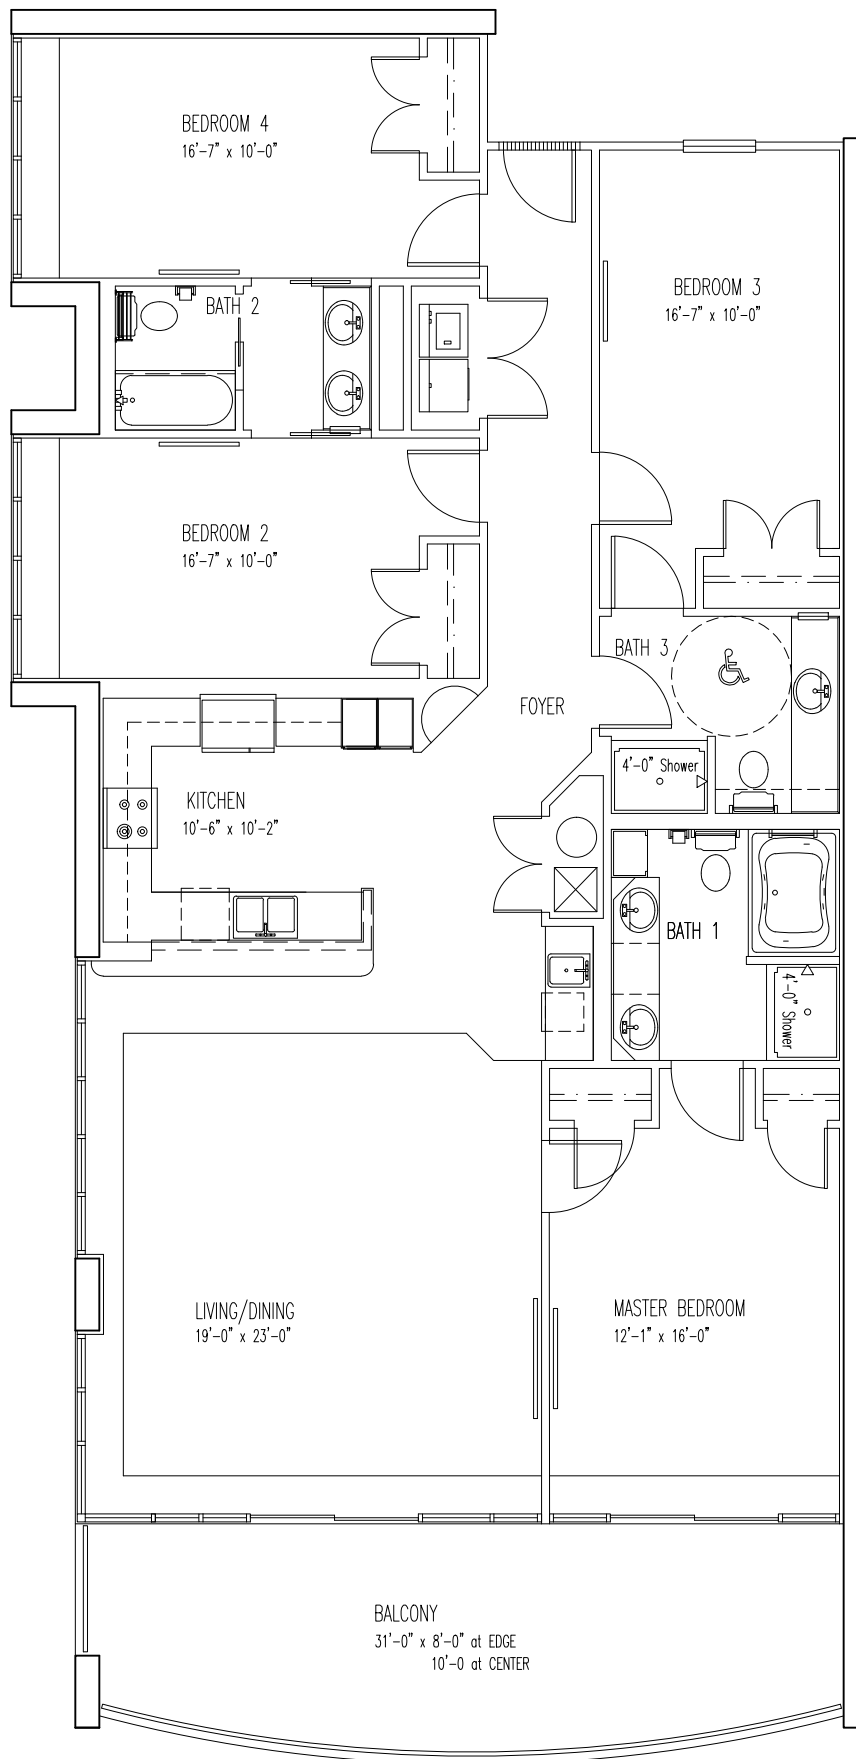 BEDROOM 4
16'-7" x 10'-0"
BEDROOM 3
16'-7" x 10'-0"
BATH 2
BEDROOM 2
16'-7" x 10'-0"
BATH 3
FOYER
4'-0" Shower
KITCHEN
10'-6" x 10'-2"
BATH 1
4'-0" Shower
LIVING/DINING
19'-0" x 23'-0"
MASTER BEDROOM
12'-1" x 16'-0"
BALCONY
31'-0" x 8'-0" at EDGE
10'-0 at CENTER